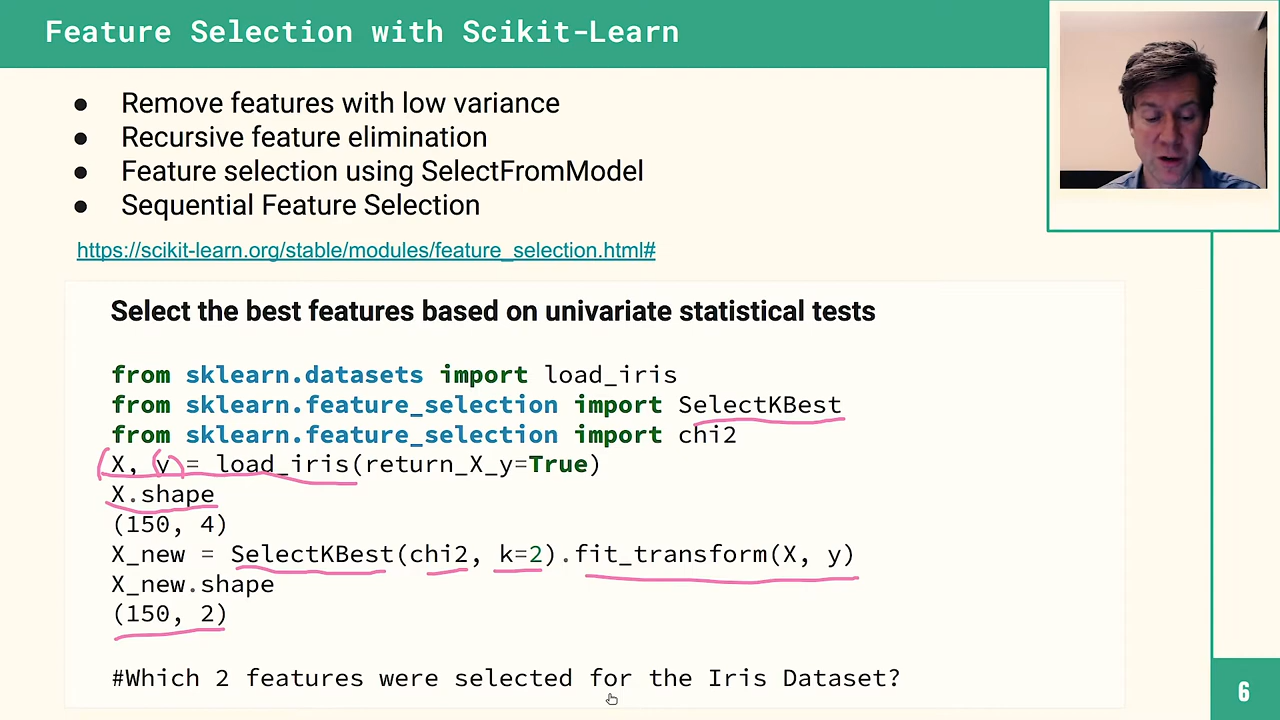 Feature Selection with Scikit-Learn
● Remove features with low variance
● Recursive feature elimination
● Feature selection using SelectFromModel
● Sequential Feature Selection
https://scikit-learn.org/stable/modules/feature_selection.html#
Select the best features based on univariate statistical tests
from sklearn.datasets import load_iris
from sklearn.feature_selection import SelectKBest
from sklearn.feature_selection import chi2
X, y = load_iris(return_X_y=True)
X.shape
(150, 4)
X_new = SelectKBest(chi2, k=2).fit_transform(X, y)
X_new.shape
(150, 2)
#Which 2 features were selected for the Iris Dataset?
6